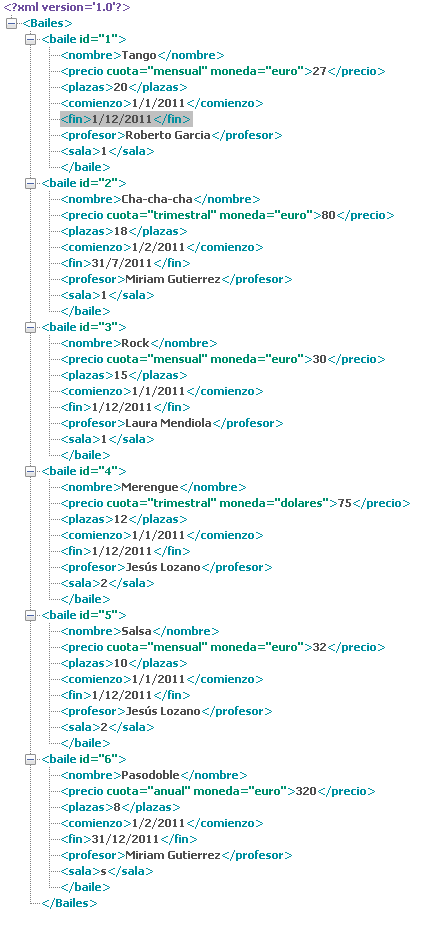 <?xml version='1.0'?>
<Bailes>
<baile id="1">
<nombre>Tango</nombre>
<precio cuota="mensual" moneda="euro">27</precio>
<plazas>20</plazas>
<comienzo>1/1/2011</comienzo>
<fin>1/12/2011</fin>
<profesor>Roberto Garcia</profesor>
<sala>1</sala>
</baile>
<baile id="2">
<nombre>Cha-cha-cha</nombre>
<precio cuota="trimestral" moneda="euro">80</precio>
<plazas>18</plazas>
<comienzo>1/2/2011</comienzo>
<fin>31/7/2011</fin>
<profesor>Miriam Gutierrez</profesor>
<sala>1</sala>
</baile>
<baile id="3">
<nombre>Rock</nombre>
<precio cuota="mensual" moneda="euro">30</precio>
<plazas>15</plazas>
<comienzo>1/1/2011</comienzo>
<fin>1/12/2011</fin>
<profesor>Laura Mendiola</profesor>
<sala>1</sala>
</baile>
<baile id="4">
<nombre>Merengue</nombre>
<precio cuota="trimestral" moneda="dolares">75</precio>
<plazas>12</plazas>
<comienzo>1/1/2011</comienzo>
<fin>1/12/2011</fin>
<profesor>Jesús Lozano</profesor>
<sala>2</sala>
</baile>
<baile id="5">
<nombre>Salsa</nombre>
<precio cuota="mensual" moneda="euro">32</precio>
<plazas>10</plazas>
<comienzo>1/1/2011</comienzo>
<fin>1/12/2011</fin>
<profesor>Jesús Lozano</profesor>
<sala>2</sala>
</baile>
<baile id="6">
<nombre>Pasodoble</nombre>
<precio cuota="anual" moneda="euro">320</precio>
<plazas>8</plazas>
<comienzo>1/2/2011</comienzo>
<fin>31/12/2011</fin>
<profesor>Miriam Gutierrez</profesor>
<sala>s</sala>
</baile>
</Bailes>